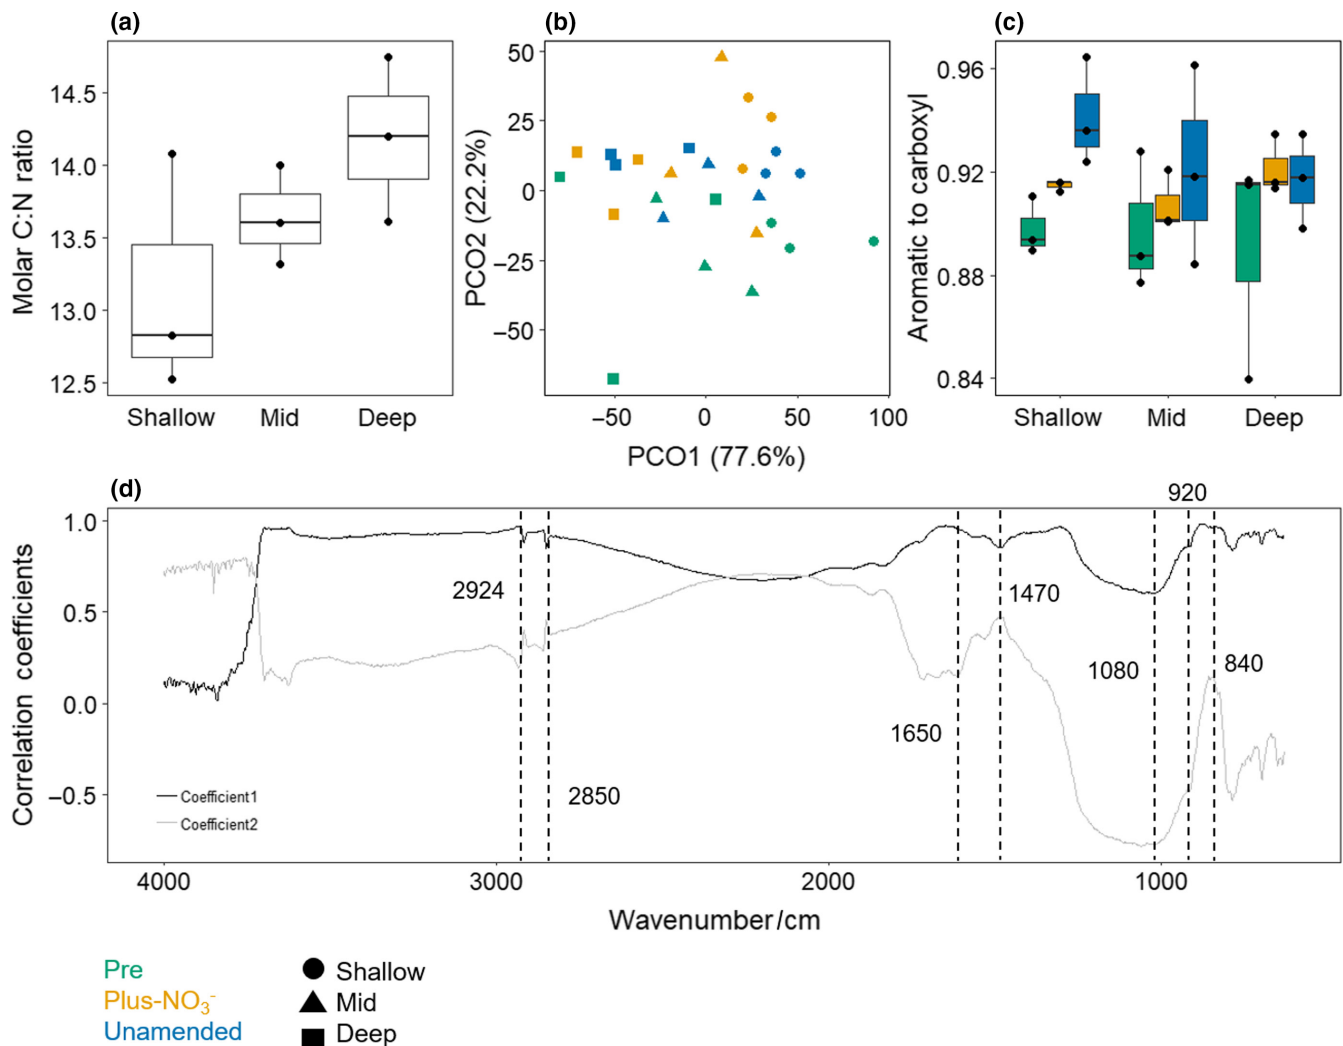 (a)
Molar C:N ratio
14.5
14.0
13.5
13.0
12.5
Shallow Mid Deep
(b)
PCO2 (22.2%)
50
25
0
−25
−50
−50 0 50 100
PCO1 (77.6%)
(c)
Aromatic to carboxyl
0.96
0.92
0.88
0.84
Shallow Mid Deep
(d)
Correlation coefficients
1.0
0.5
0.0
−0.5
920
2924
1470
1080
840
1650
2850
Coefficient1
Coefficient2
4000 3000 2000 1000
Wavenumber/cm
Pre
Plus-NO₃⁻
Unamended
Shallow
Mid
Deep